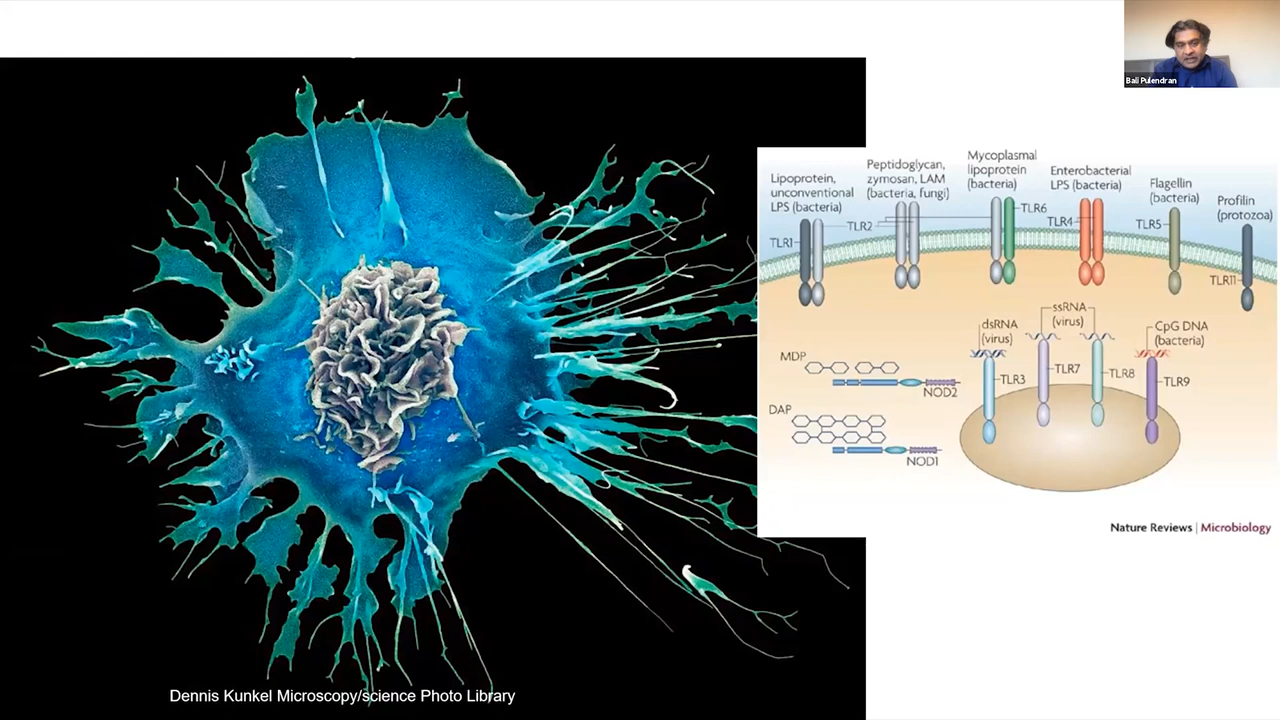 Bali Pulendran
Lipoprotein,
unconventional
LPS (bacteria)
Peptidoglycan,
zymosan, LAM
(bacteria, fungi)
Mycoplasmal
lipoprotein
(bacteria)
Enterobacterial
LPS (bacteria)
Flagellin
(bacteria)
Profilin
(protozoa)
TLR1
TLR2
TLR6
TLR4
TLR5
TLR11
dsRNA
(virus)
ssRNA
(virus)
CpG DNA
(bacteria)
TLR3
TLR7
TLR8
TLR9
MDP
NOD2
DAP
NOD1
Nature Reviews | Microbiology
Dennis Kunkel Microscopy/science Photo Library